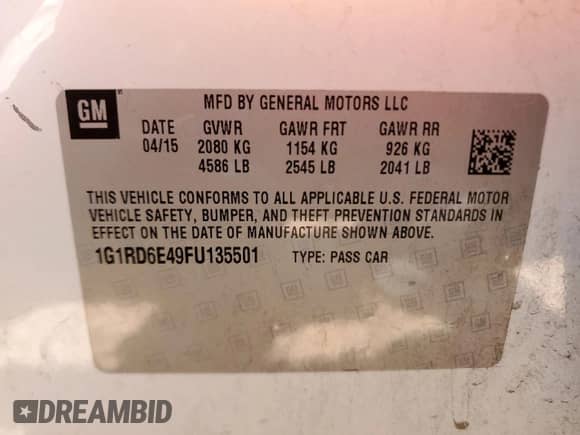 GM
MFD BY GENERAL MOTORS LLC
DATE GVWR GAWR FRT GAWR RR
04/15 2080 KG 1154 KG 926 KG
4586 LB 2545 LB 2041 LB
THIS VEHICLE CONFORMS TO ALL APPLICABLE U.S. FEDERAL MOTOR
VEHICLE SAFETY, BUMPER, AND THEFT PREVENTION STANDARDS IN
EFFECT ON THE DATE OF MANUFACTURE SHOWN ABOVE.
1G1RD6E49FU135501 TYPE: PASS CAR
DREAMBID